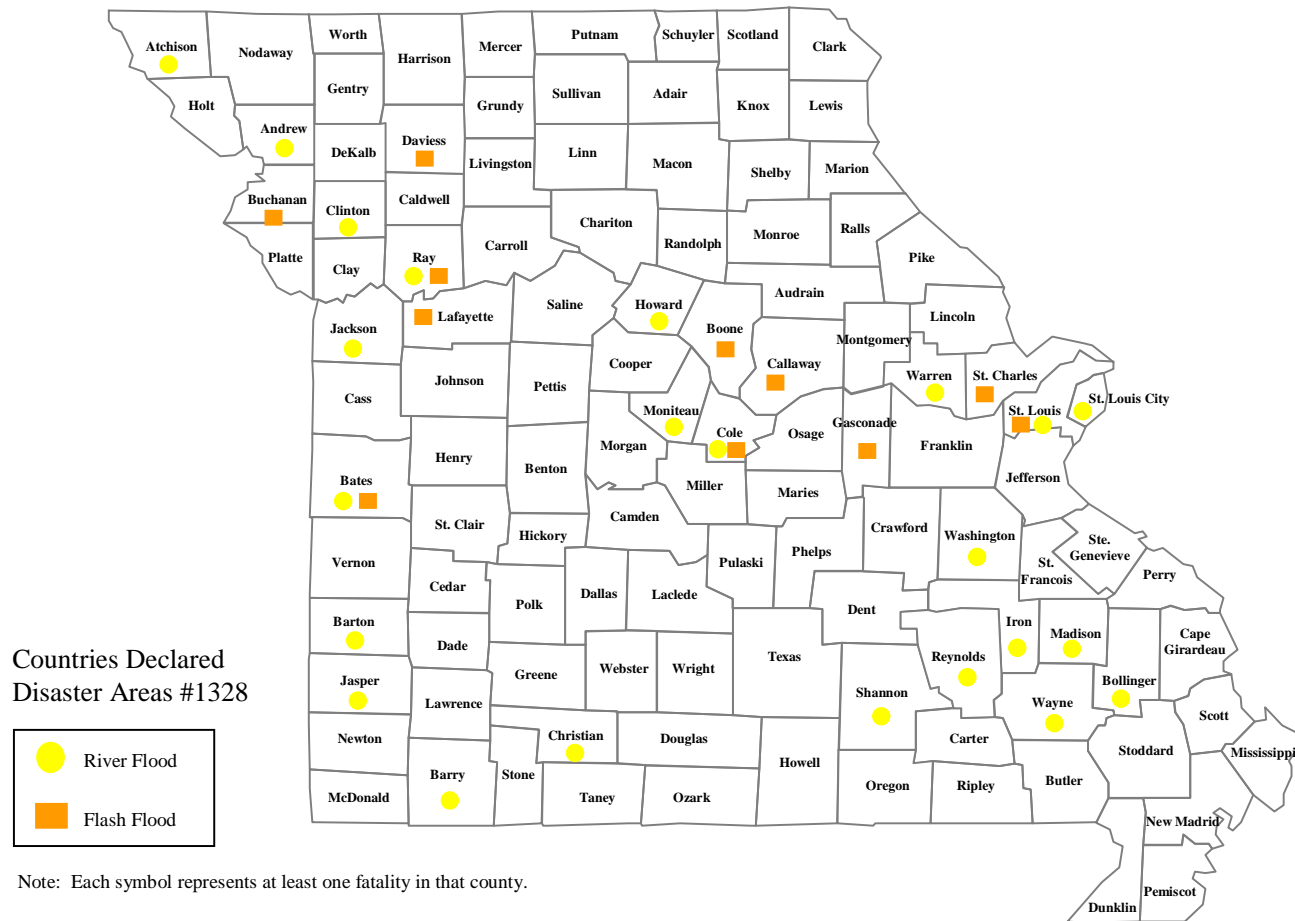 Worth
Putnam
Schuyler
Scotland
Atchison
Nodaway
Harrison
Mercer
Clark
Gentry
Sullivan
Adair
Holt
Grundy
Knox
Lewis
Andrew
DeKalb
Daviess
Linn
Livingston
Macon
Shelby
Marion
Buchanan
Clinton
Caldwell
Chariton
Platte
Clay
Ray
Carroll
Randolph
Monroe
Ralls
Pike
Audrain
Saline
Howard
Lafayette
Lincoln
Jackson
Boone
Montgomery
Cooper
Callaway
Warren
St. Charles
Johnson
Pettis
Cass
St. Louis City
Moniteau
St. Louis
Cole
Osage
Gasconade
Morgan
Franklin
Henry
Benton
Bates
Miller
Maries
Jefferson
St. Clair
Camden
Crawford
Hickory
Washington
Ste.
Genevieve
Vernon
Pulaski
Phelps
St.
Francois
Perry
Cedar
Polk
Dallas
Laclede
Dent
Barton
Dade
Iron
Madison
Cape
Girardeau
Countries Declared
Disaster Areas #1328
Texas
Reynolds
Greene
Webster
Wright
Jasper
Bollinger
Lawrence
Shannon
Wayne
Scott
Newton
Christian
Douglas
Carter
Stoddard
Mississippi
River Flood
Barry
Stone
Howell
Oregon
Ripley
Butler
McDonald
Taney
Ozark
Flash Flood
New Madrid
Note: Each symbol represents at least one fatality in that county.
Pemiscot
Dunklin